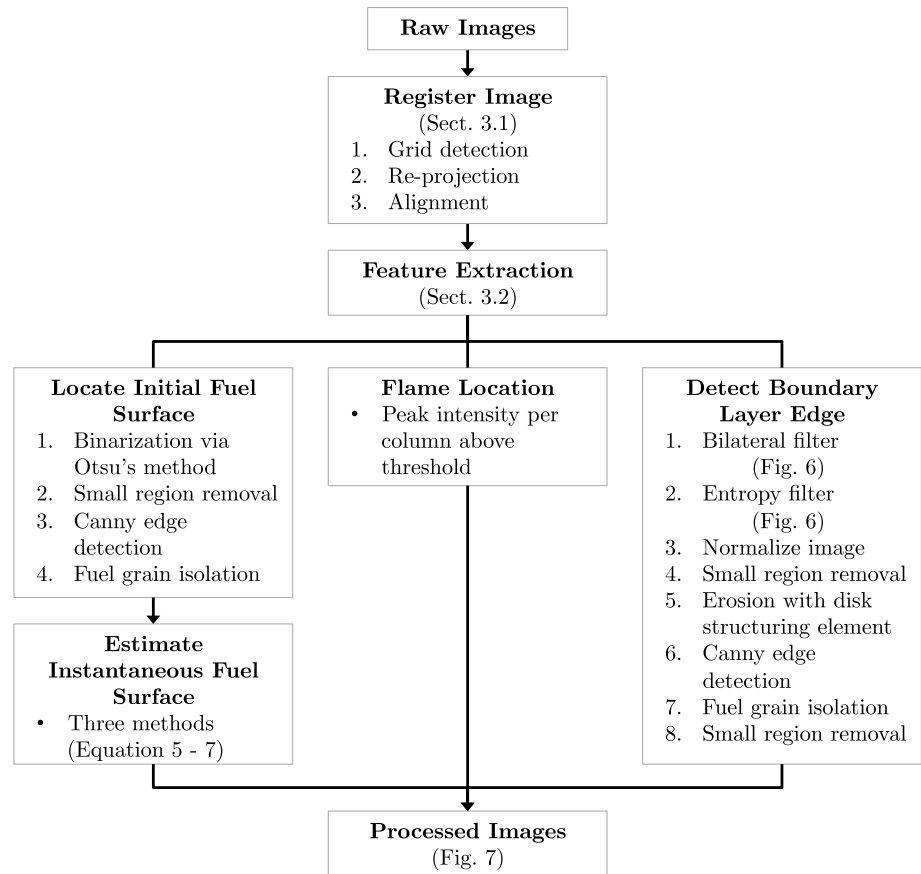 Raw Images
Register Image
(Sect. 3.1)
1. Grid detection
2. Re-projection
3. Alignment
Feature Extraction
(Sect. 3.2)
Locate Initial Fuel
Surface
1. Binarization via
Otsu's method
2. Small region removal
3. Canny edge
detection
4. Fuel grain isolation
Estimate
Instantaneous Fuel
Surface
• Three methods
(Equation 5 - 7)
Flame Location
• Peak intensity per
column above
threshold
Detect Boundary
Layer Edge
1. Bilateral filter
(Fig. 6)
2. Entropy filter
(Fig. 6)
3. Normalize image
4. Small region removal
5. Erosion with disk
structuring element
6. Canny edge
detection
7. Fuel grain isolation
8. Small region removal
Processed Images
(Fig. 7)